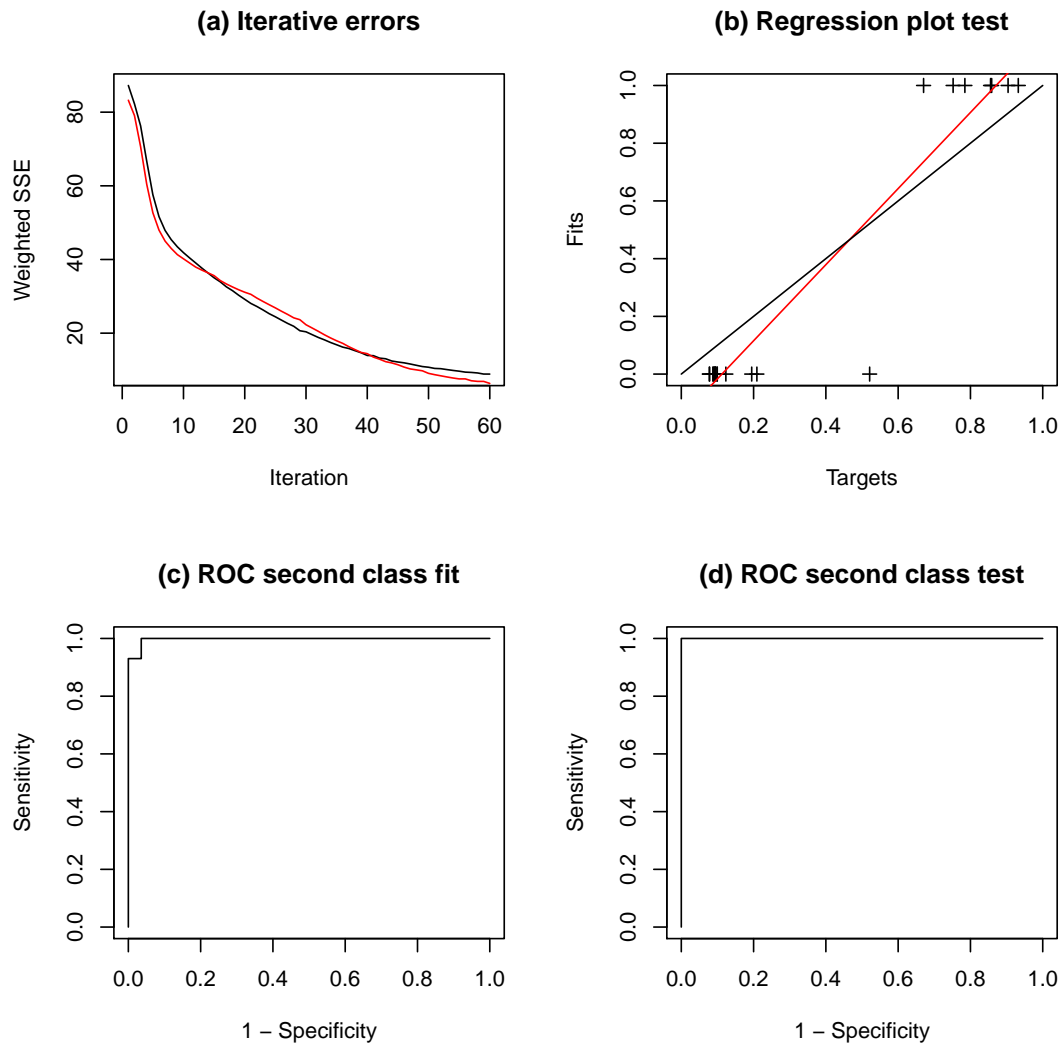 (a) Iterative errors
Weighted SSE
80
60
40
20
0 10 20 30 40 50 60
Iteration
(b) Regression plot test
Fits
1.0
0.8
0.6
0.4
0.2
0.0
0.0 0.2 0.4 0.6 0.8 1.0
Targets
(c) ROC second class fit
Sensitivity
1.0
0.8
0.6
0.4
0.2
0.0
0.0 0.2 0.4 0.6 0.8 1.0
1 − Specificity
(d) ROC second class test
Sensitivity
1.0
0.8
0.6
0.4
0.2
0.0
0.0 0.2 0.4 0.6 0.8 1.0
1 − Specificity